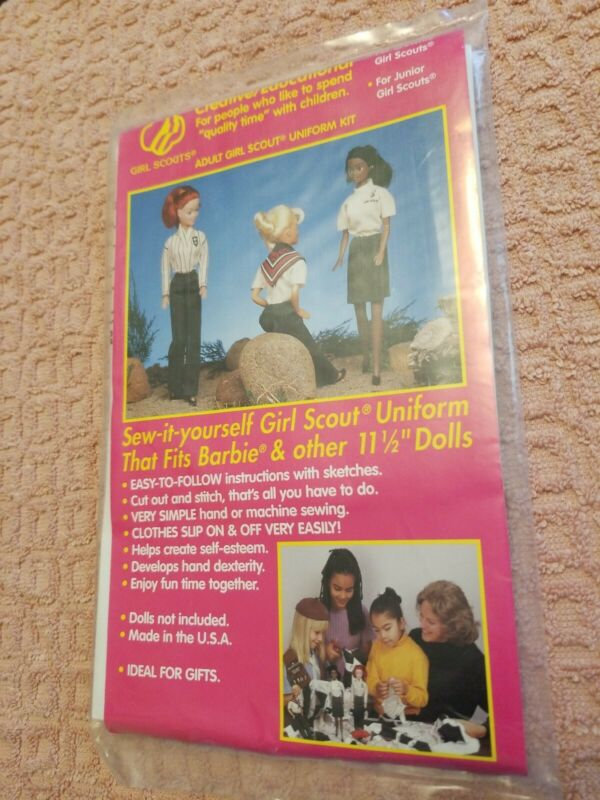 Creative/Educational
For people who like to spend
"quality time" with children.
Girl Scouts®
• For Junior
Girl Scouts®
GIRL SCOUTS®
ADULT GIRL SCOUT® UNIFORM KIT
Sew-it-yourself Girl Scout® Uniform
That Fits Barbie® & other 11 ½" Dolls
• EASY-TO-FOLLOW instructions with sketches.
• Cut out and stitch, that's all you have to do.
• VERY SIMPLE hand or machine sewing.
• CLOTHES SLIP ON & OFF VERY EASILY!
• Helps create self-esteem.
• Develops hand dexterity.
• Enjoy fun time together.
• Dolls not included.
• Made in the U.S.A.
• IDEAL FOR GIFTS.